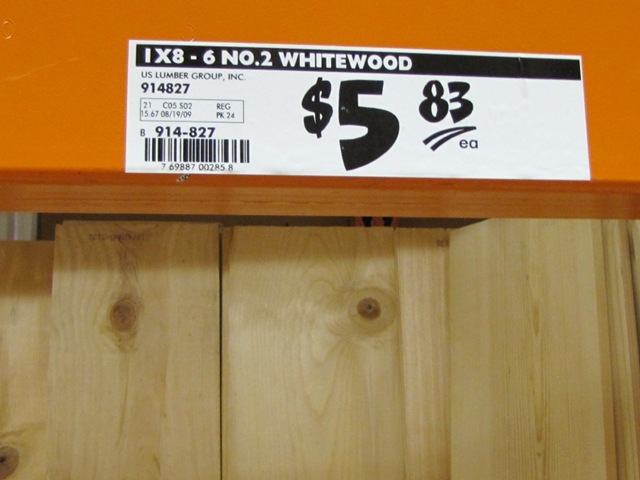 1X8 - 6 NO.2 WHITEWOOD
US LUMBER GROUP, INC.
914827
21 C05 S02 REG
15.67 08/19/09 PK 24
B 914-827
7 69887 00285 8
$5 83 ea